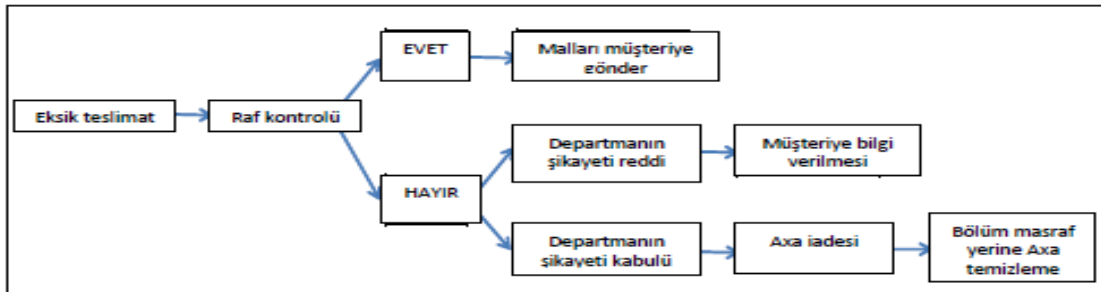 EVET
Malları müşteriye
gönder
Eksik teslimat
Raf kontrolü
Departmanın
şikayeti reddi
Müşteriye bilgi
verilmesi
HAYIR
Departmanın
şikayeti kabulü
Axa iadesi
Bölüm masraf
yerine Axa
temizleme